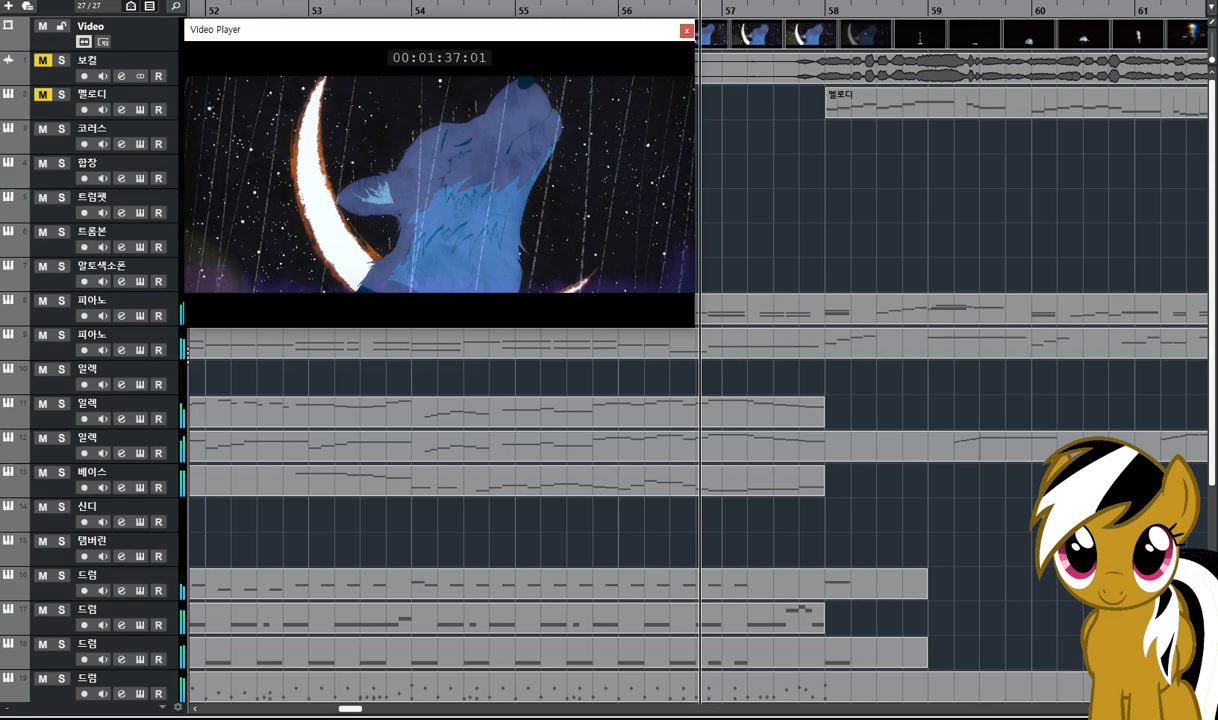 27 / 27
52 53 54 55 56 57 58 59 60 61
M Video
Video Player x
00:01:37:01
1 M S 보컬
R
2 M S 멜로디
R
멜로디
3 M S 코러스
R
4 M S 합창
R
5 M S 트럼펫
R
6 M S 트롬본
R
7 M S 알토색소폰
R
8 M S 피아노
R
9 M S 피아노
R
10 M S 일렉
R
11 M S 일렉
R
12 M S 일렉
R
13 M S 베이스
R
14 M S 신디
R
15 M S 탬버린
R
16 M S 드럼
R
17 M S 드럼
R
18 M S 드럼
R
19 M S 드럼
R